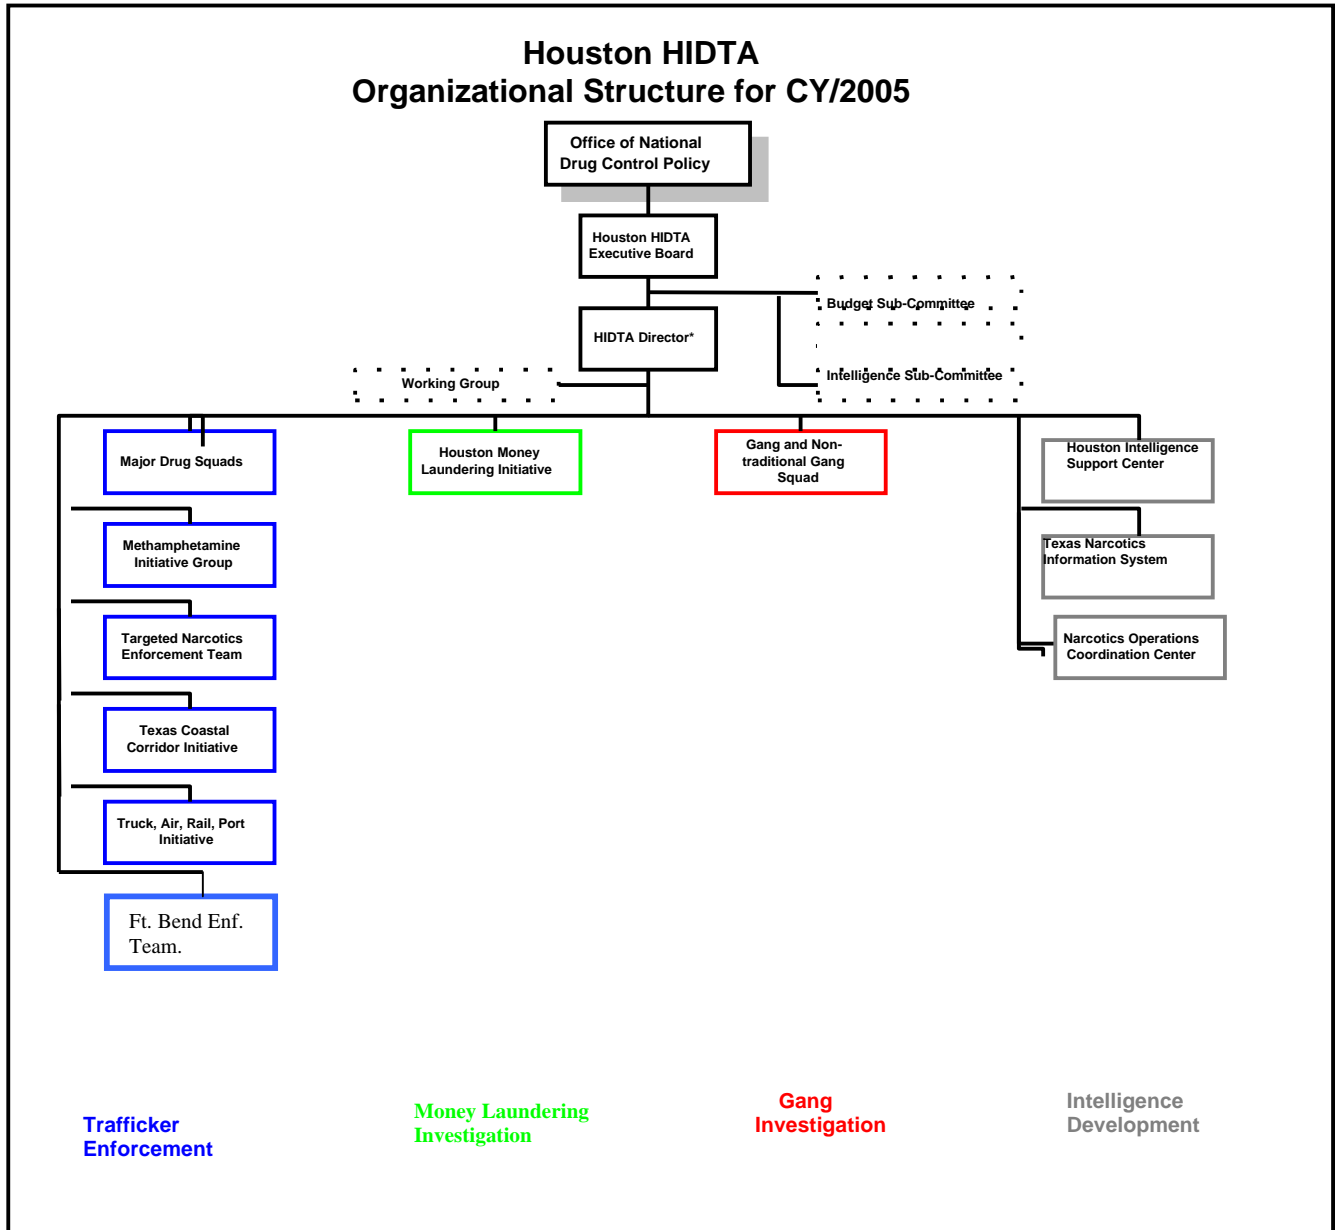 Houston HIDTA
Organizational Structure for CY/2005
Office of National
Drug Control Policy
Houston HIDTA
Executive Board
Budget Sub-Committee
HIDTA Director*
Intelligence Sub-Committee
Working Group
Major Drug Squads
Houston Money
Laundering Initiative
Gang and Non-
traditional Gang
Squad
Houston Intelligence
Support Center
Methamphetamine
Initiative Group
Texas Narcotics
Information System
Targeted Narcotics
Enforcement Team
Narcotics Operations
Coordination Center
Texas Coastal
Corridor Initiative
Truck, Air, Rail, Port
Initiative
Ft. Bend Enf.
Team.
Trafficker
Enforcement
Money Laundering
Investigation
Gang
Investigation
Intelligence
Development